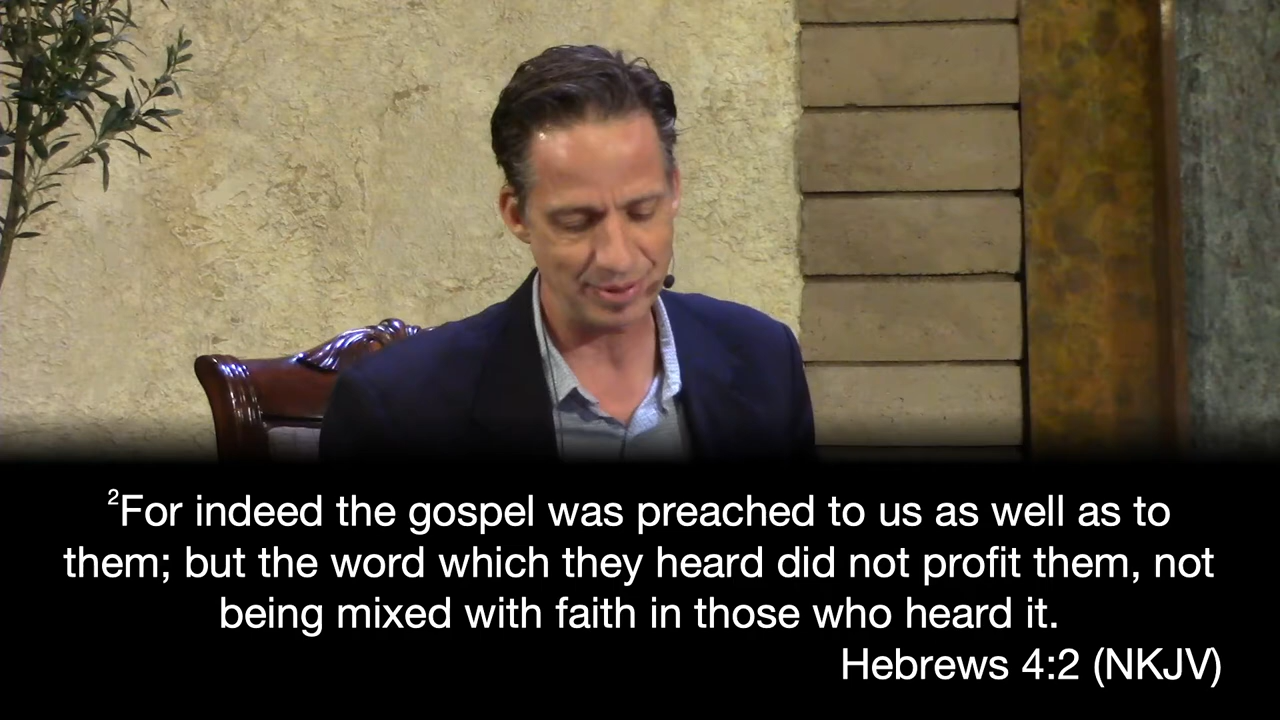 ²For indeed the gospel was preached to us as well as to
them; but the word which they heard did not profit them, not
being mixed with faith in those who heard it.
Hebrews 4:2 (NKJV)